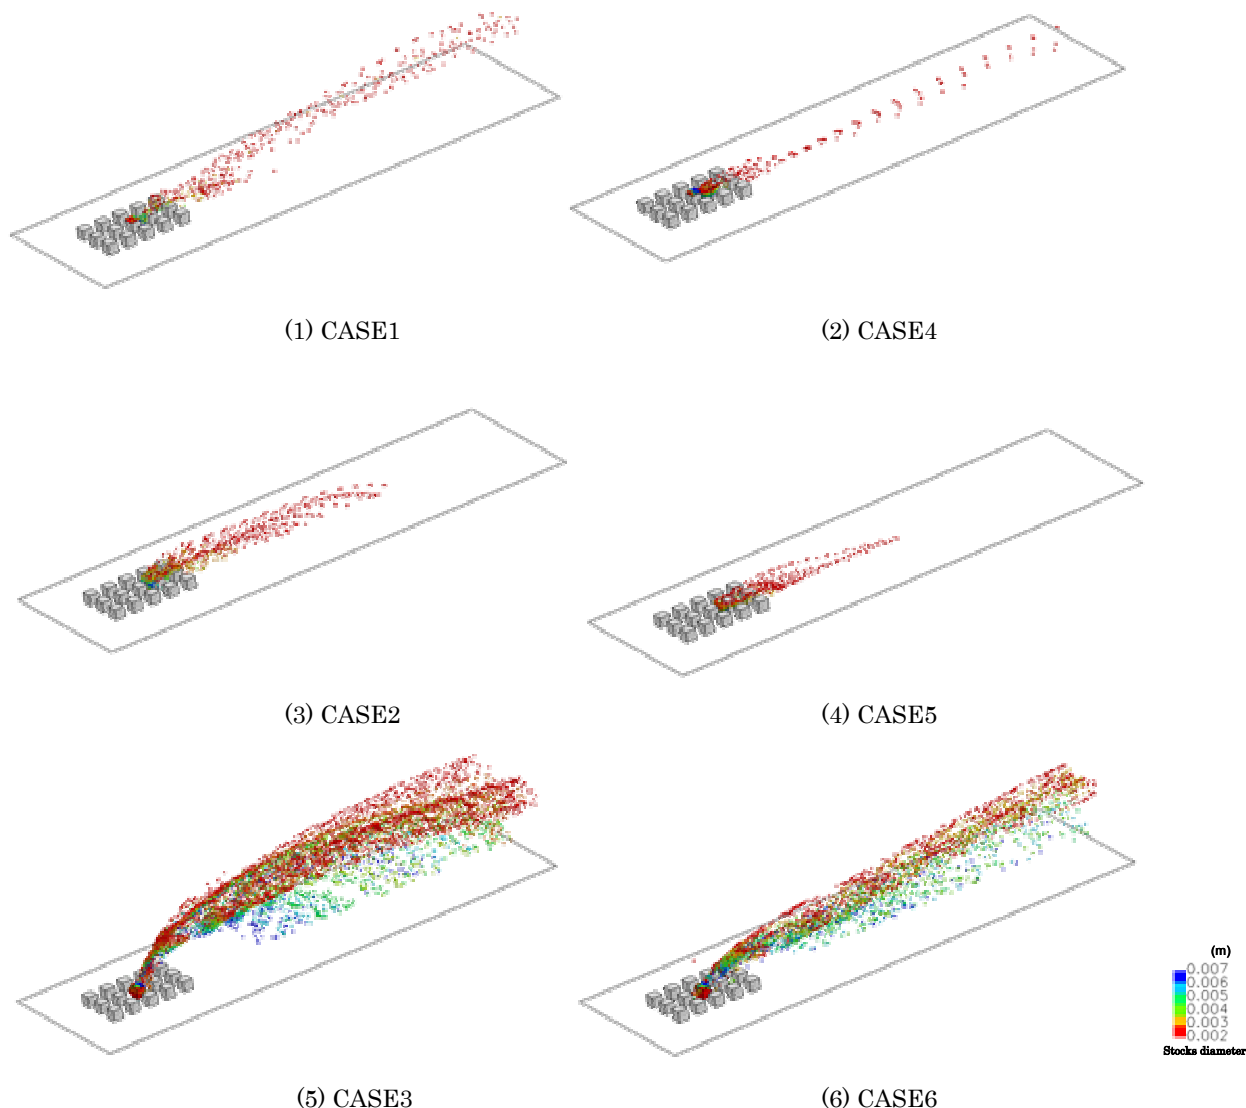 (1) CASE1
(2) CASE4
(3) CASE2
(4) CASE5
(m)
0.007
0.006
0.005
0.004
0.003
0.002
Stocks diameter
(5) CASE3
(6) CASE6